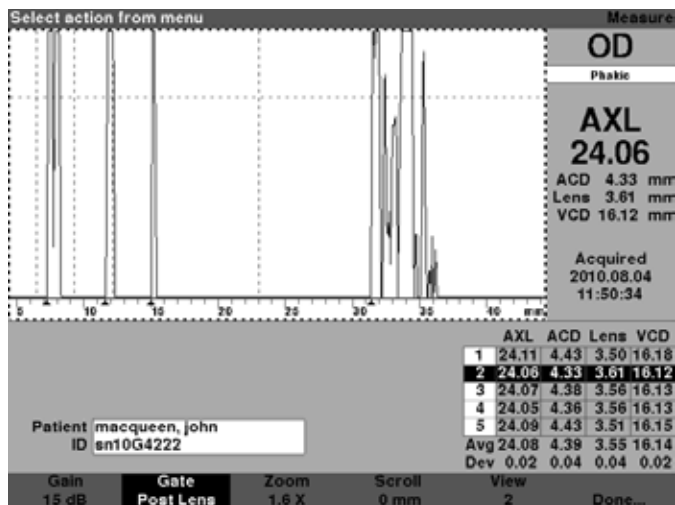 Select action from menu
Measure
OD
Phakic
AXL
24.06
ACD 4.33 mm
Lens 3.61 mm
VCD 16.12 mm
Acquired
2010.08.04
11:50:34
5 10 15 20 25 30 35 40 mm
AXL ACD Lens VCD
1 24.11 4.43 3.50 16.18
2 24.06 4.33 3.61 16.12
3 24.07 4.38 3.56 16.13
4 24.05 4.36 3.56 16.13
5 24.09 4.43 3.51 16.15
Avg 24.08 4.39 3.55 16.14
Dev 0.02 0.04 0.04 0.02
Patient macqueen, john
ID sn10G4222
Gain Gate Zoom Scroll View
15 dB Post Lens 1.6 X 0 mm 2 Done...